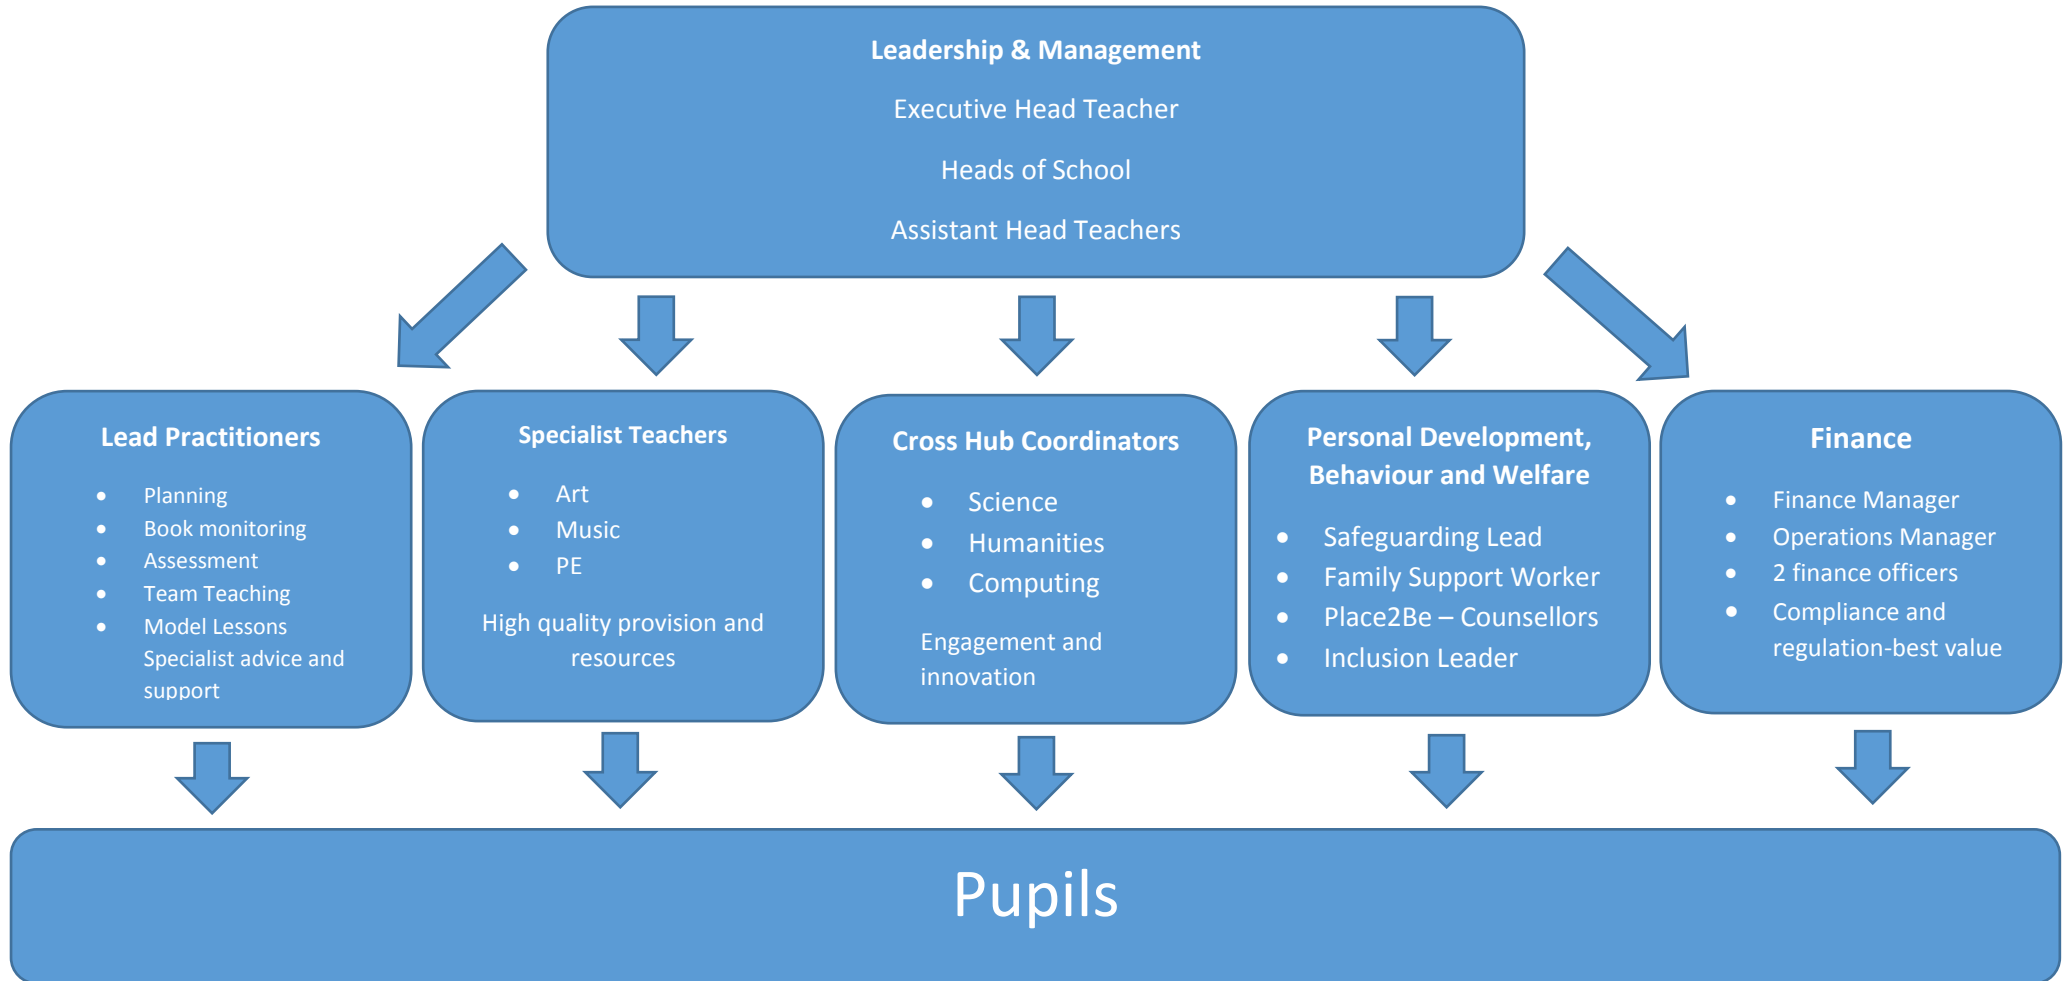 Leadership & Management
Executive Head Teacher
Heads of School
Assistant Head Teachers
Lead Practitioners
• Planning
• Book monitoring
• Assessment
• Team Teaching
• Model Lessons
Specialist advice and
support
Specialist Teachers
• Art
• Music
• PE
High quality provision and
resources
Cross Hub Coordinators
• Science
• Humanities
• Computing
Engagement and
innovation
Personal Development,
Behaviour and Welfare
• Safeguarding Lead
• Family Support Worker
• Place2Be – Counsellors
• Inclusion Leader
Finance
• Finance Manager
• Operations Manager
• 2 finance officers
• Compliance and
regulation-best value
Pupils